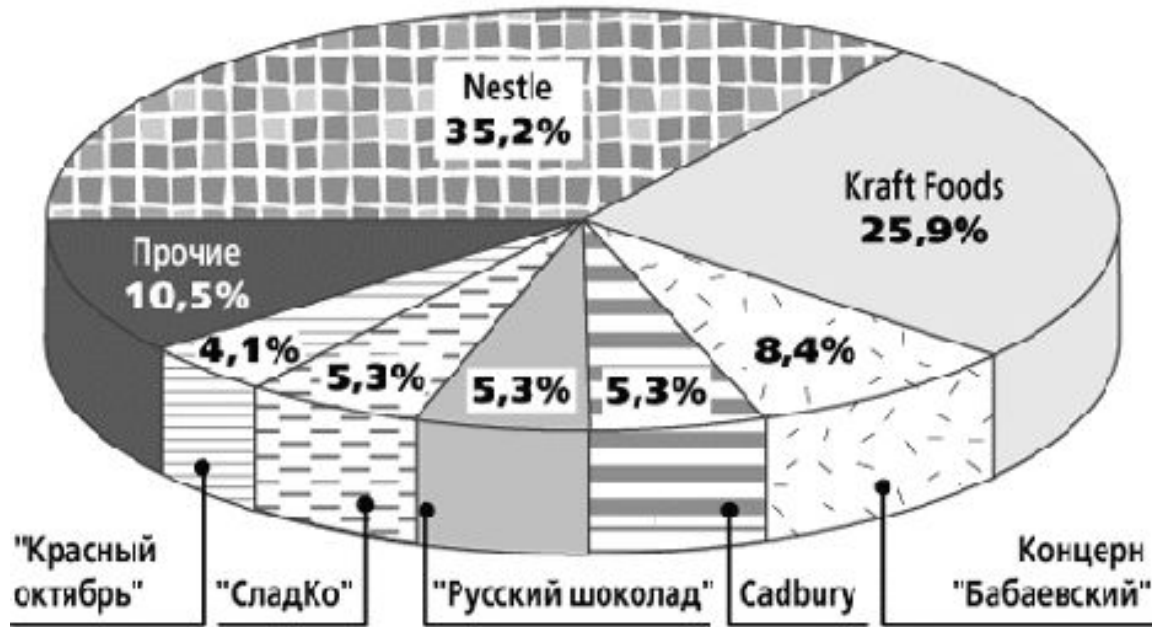 Nestle
35,2%
Kraft Foods
25,9%
Прочие
10,5%
4,1%
5,3%
5,3%
5,3%
8,4%
"Красный
октябрь"
"СладКо"
"Русский шоколад"
Cadbury
Концерн
"Бабаевский"